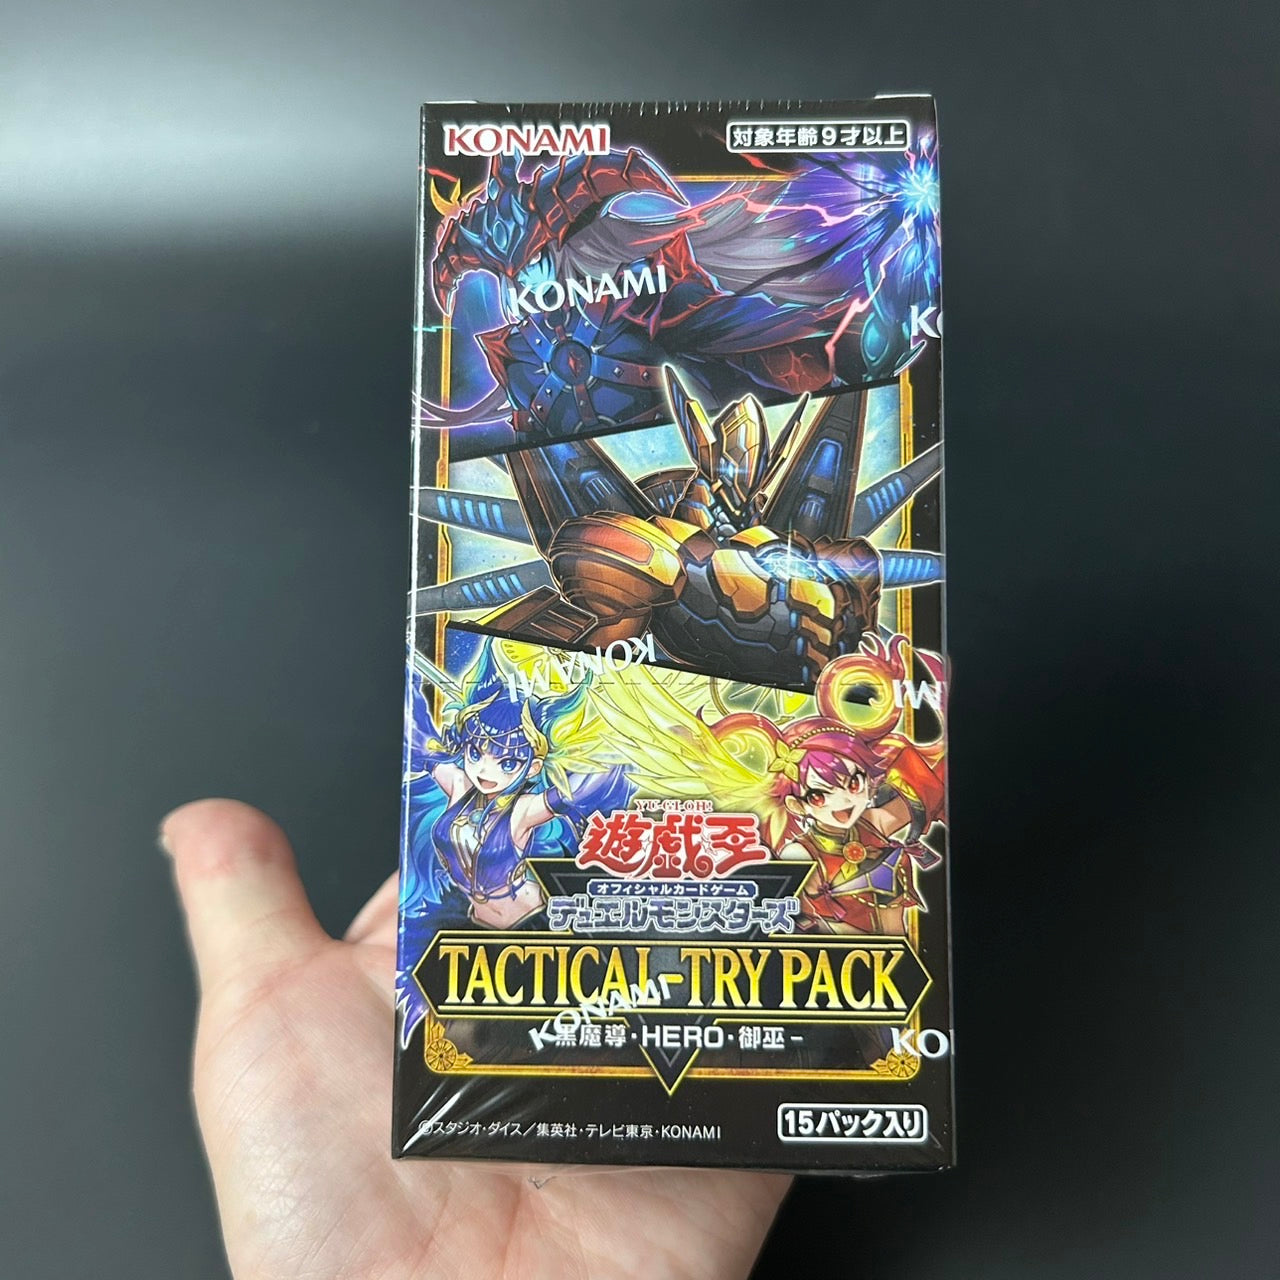 KONAMI
対象年齢9才以上
KONAMI
KO
KONAMI
KONAMI
YU-GI-OH!
遊戯王
オフィシャルカードゲーム
デュエルモンスターズ
TACTICAL-TRY PACK
KONAMI
-黒魔導・HERO・御巫-
KO
15パック入り
©スタジオ・ダイス／集英社・テレビ東京・KONAMI